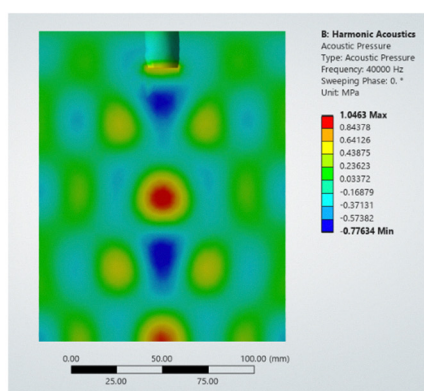 B: Harmonic Acoustics
Acoustic Pressure
Type: Acoustic Pressure
Frequency: 40000 Hz
Sweeping Phase: 0. °
Unit: MPa
1.0463 Max
0.84378
0.64126
0.43875
0.23623
0.03372
-0.16879
-0.37131
-0.57382
-0.77634 Min
0.00 50.00 100.00 (mm)
25.00 75.00